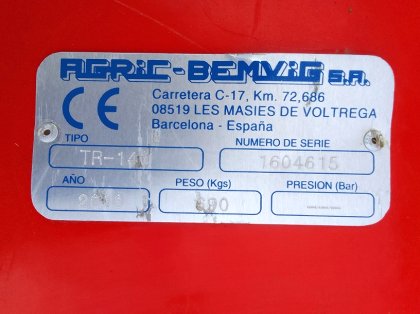 AGRIC-BEMVIG S.A.
CE
Carretera C-17, Km. 72,686
08519 LES MASIES DE VOLTREGA
Barcelona - España
TIPO NUMERO DE SERIE
1604615
AÑO PESO (Kgs) PRESION (Bar)
690